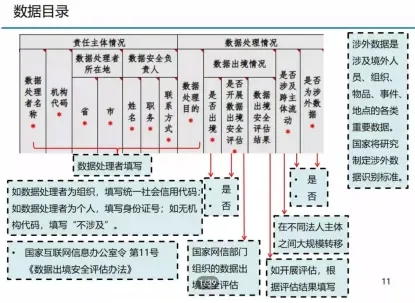 数据目录
责任主体情况
数据处理情况
数据处理者名称*
机构代码*
数据处理者所在地
省*
市*
数据安全负责人
姓名*
职务*
联系方式*
数据处理目的*
数据出境情况
是否出境*
是否开展数据出境安全评估*
数据出境安全评估结果
是否涉及跨主体流动*
是否为涉外数据*
涉外数据是
涉及境外人
员、组织、
物品、事件、
地点的各类
重要数据。
国家将研究
制定涉外数
据识别标准。
数据处理者填写
如数据处理者为组织，填写统一社会信用代码；
如数据处理者为个人，填写身份证号；如无机
构代码，填写“不涉及”。
• 国家互联网信息办公室令 第11号
《数据出境安全评估办法》
• 是
• 否
国家网信部门
组织的数据出
境安全评估
• 是
• 否
在不同法人主体
之间大规模转移
如开展评估，根
据评估结果填写
11